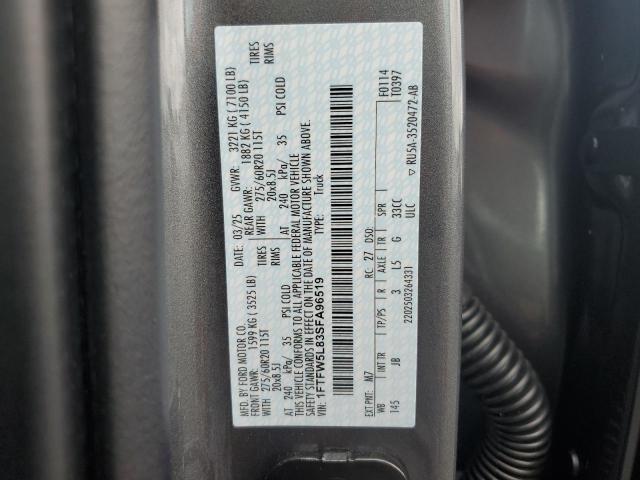 MFD. BY FORD MOTOR CO.
DATE: 03/25 GVWR: 3221 KG ( 7100 LB)
FRONT GAWR: 1599 KG ( 3525 LB) REAR GAWR: 1882 KG ( 4150 LB)
WITH 275/60R20 115T TIRES WITH 275/60R20 115T TIRES
20x8.5J RIMS 20x8.5J RIMS
AT 240 kPa/ 35 PSI COLD AT 240 kPa/ 35 PSI COLD
THIS VEHICLE CONFORMS TO ALL APPLICABLE FEDERAL MOTOR VEHICLE
SAFETY STANDARDS IN EFFECT ON THE DATE OF MANUFACTURE SHOWN ABOVE.
VIN: 1FTFW5L83SFA96519
TYPE: Truck
F0114
T0397
EXT PNT: M7 RC: 27 DSO:
WB INT TR TP/PS R AXLE TR SPR
145 JB 3 L5 G 33CC
2202503264331 ULC
▽ RU5A-3520472-AB